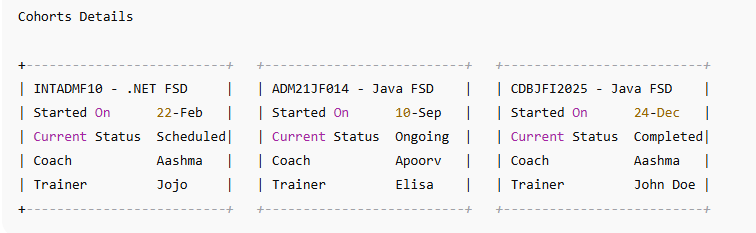 Cohorts Details
+--------------------------+   +--------------------------+   +--------------------------+
| INTADMF10 - .NET FSD     |   | ADM21JF014 - Java FSD    |   | CDBJFI2025 - Java FSD    |
| Started On      22-Feb   |   | Started On      10-Sep   |   | Started On      24-Dec   |
| Current Status  Scheduled|   | Current Status  Ongoing  |   | Current Status  Completed|
| Coach           Aashma   |   | Coach           Apoorv   |   | Coach           Aashma   |
| Trainer         Jojo     |   | Trainer         Elisa    |   | Trainer         John Doe |
+--------------------------+   +--------------------------+   +--------------------------+